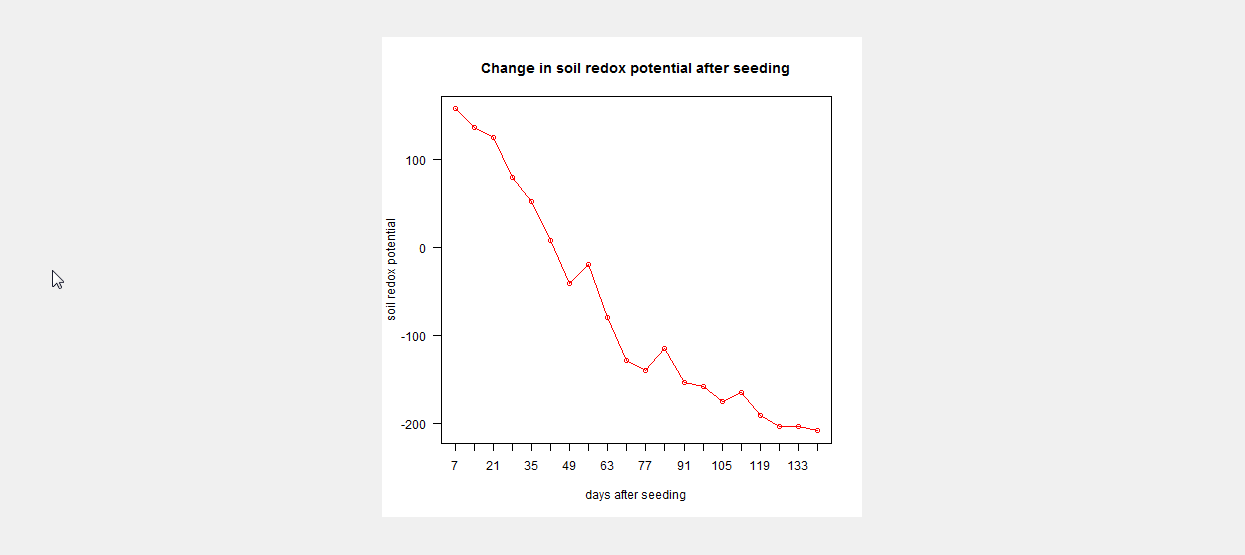 Change in soil redox potential after seeding
100
0
-100
-200
soil redox potential
7 21 35 49 63 77 91 105 119 133
days after seeding